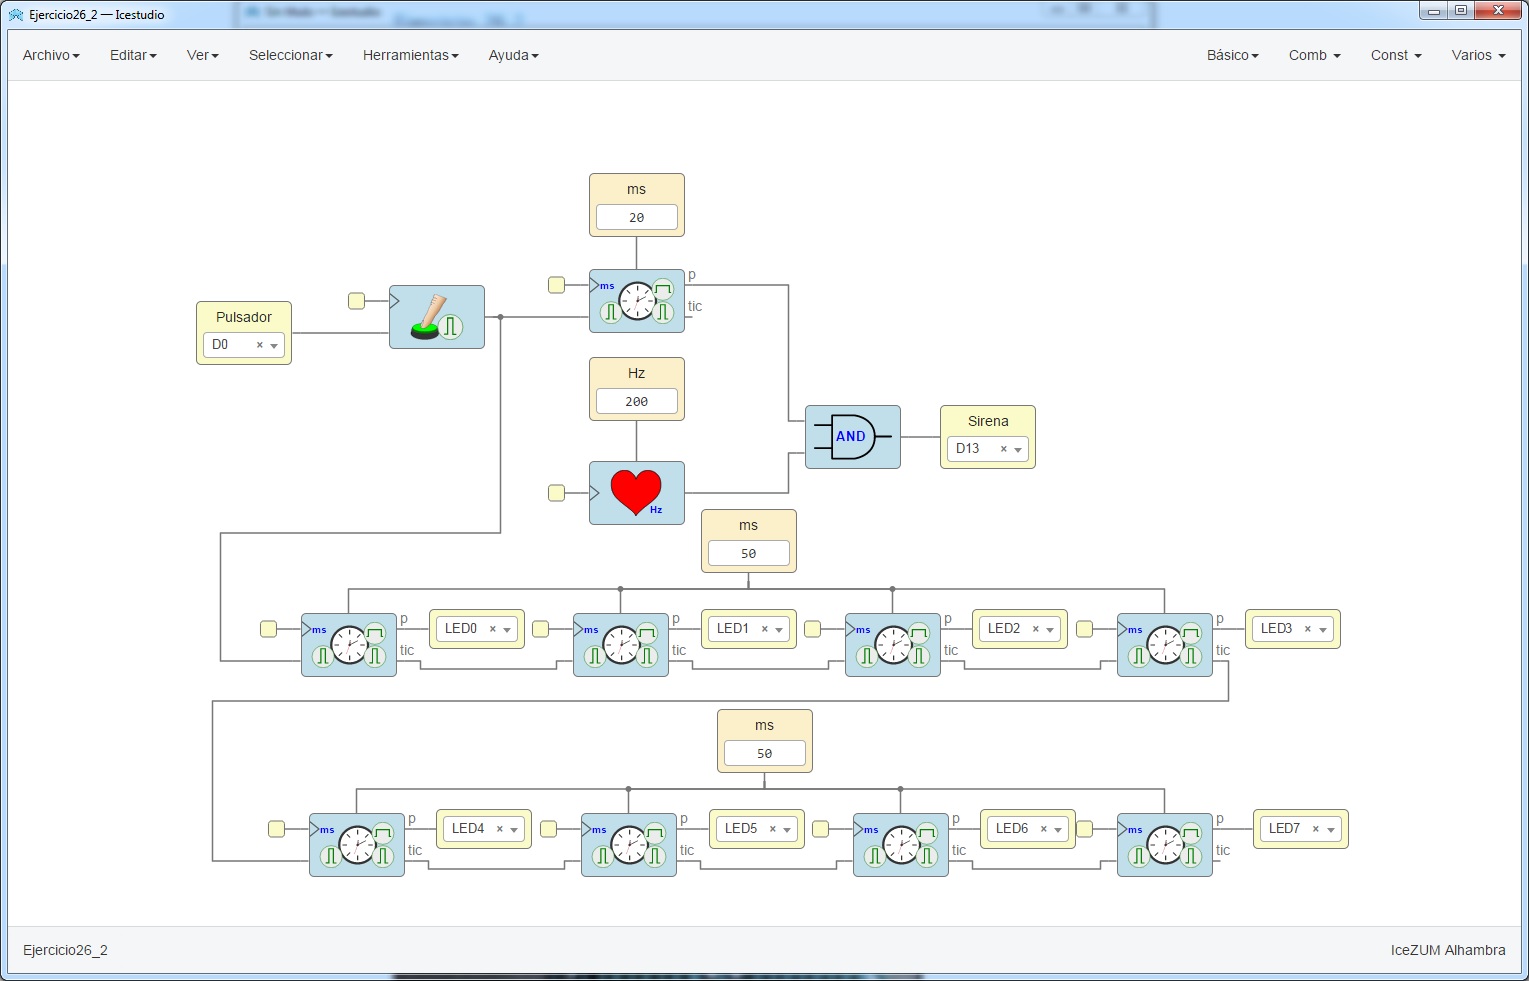 Ejercicio26_2 — Icestudio
Archivo Editar Ver Seleccionar Herramientas Ayuda Básico Comb Const Varios
ms
20
Pulsador
D0 ×
ms
p
tic
Hz
200
Hz
AND
Sirena
D13 ×
ms
50
ms
p
tic
LED0 ×
ms
p
tic
LED1 ×
ms
p
tic
LED2 ×
ms
p
tic
LED3 ×
ms
50
ms
p
tic
LED4 ×
ms
p
tic
LED5 ×
ms
p
tic
LED6 ×
ms
p
tic
LED7 ×
Ejercicio26_2
IceZUM Alhambra